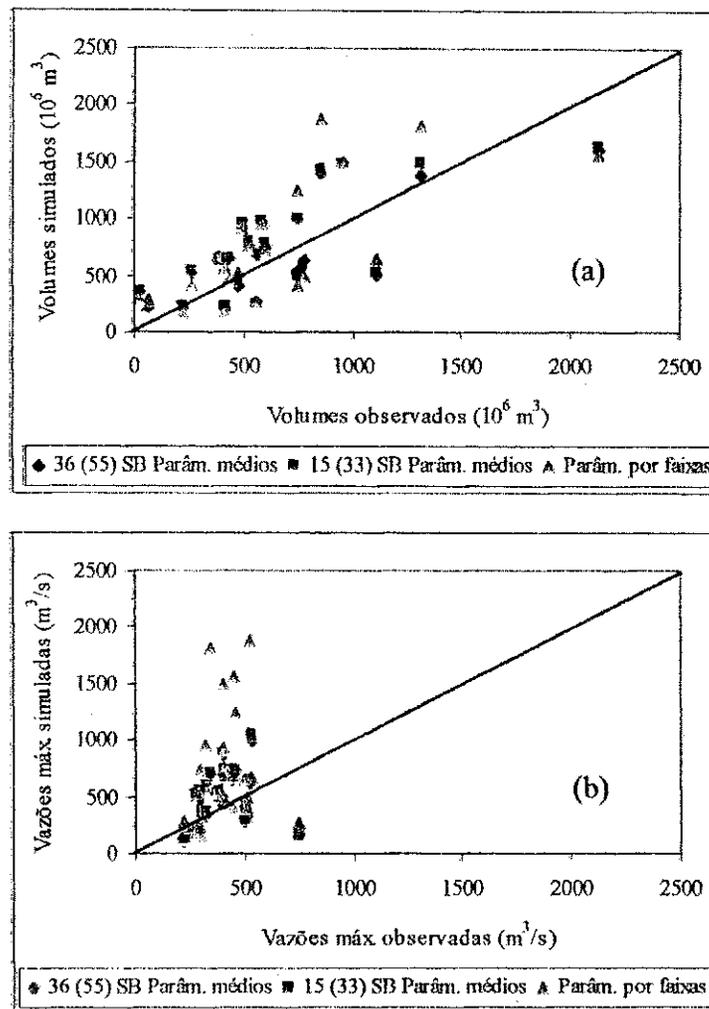 Volumes simulados (10⁶ m³)
2500
2000
1500
1000
500
0
(a)
0 500 1000 1500 2000 2500
Volumes observados (10⁶ m³)
36 (55) SB Parâm. médios 15 (33) SB Parâm. médios Parâm. por faixas
Vazões máx simuladas (m³/s)
2500
2000
1500
1000
500
0
(b)
0 500 1000 1500 2000 2500
Vazões máx. observadas (m³/s)
36 (55) SB Parâm. médios 15 (33) SB Parâm. médios Parâm. por faixas